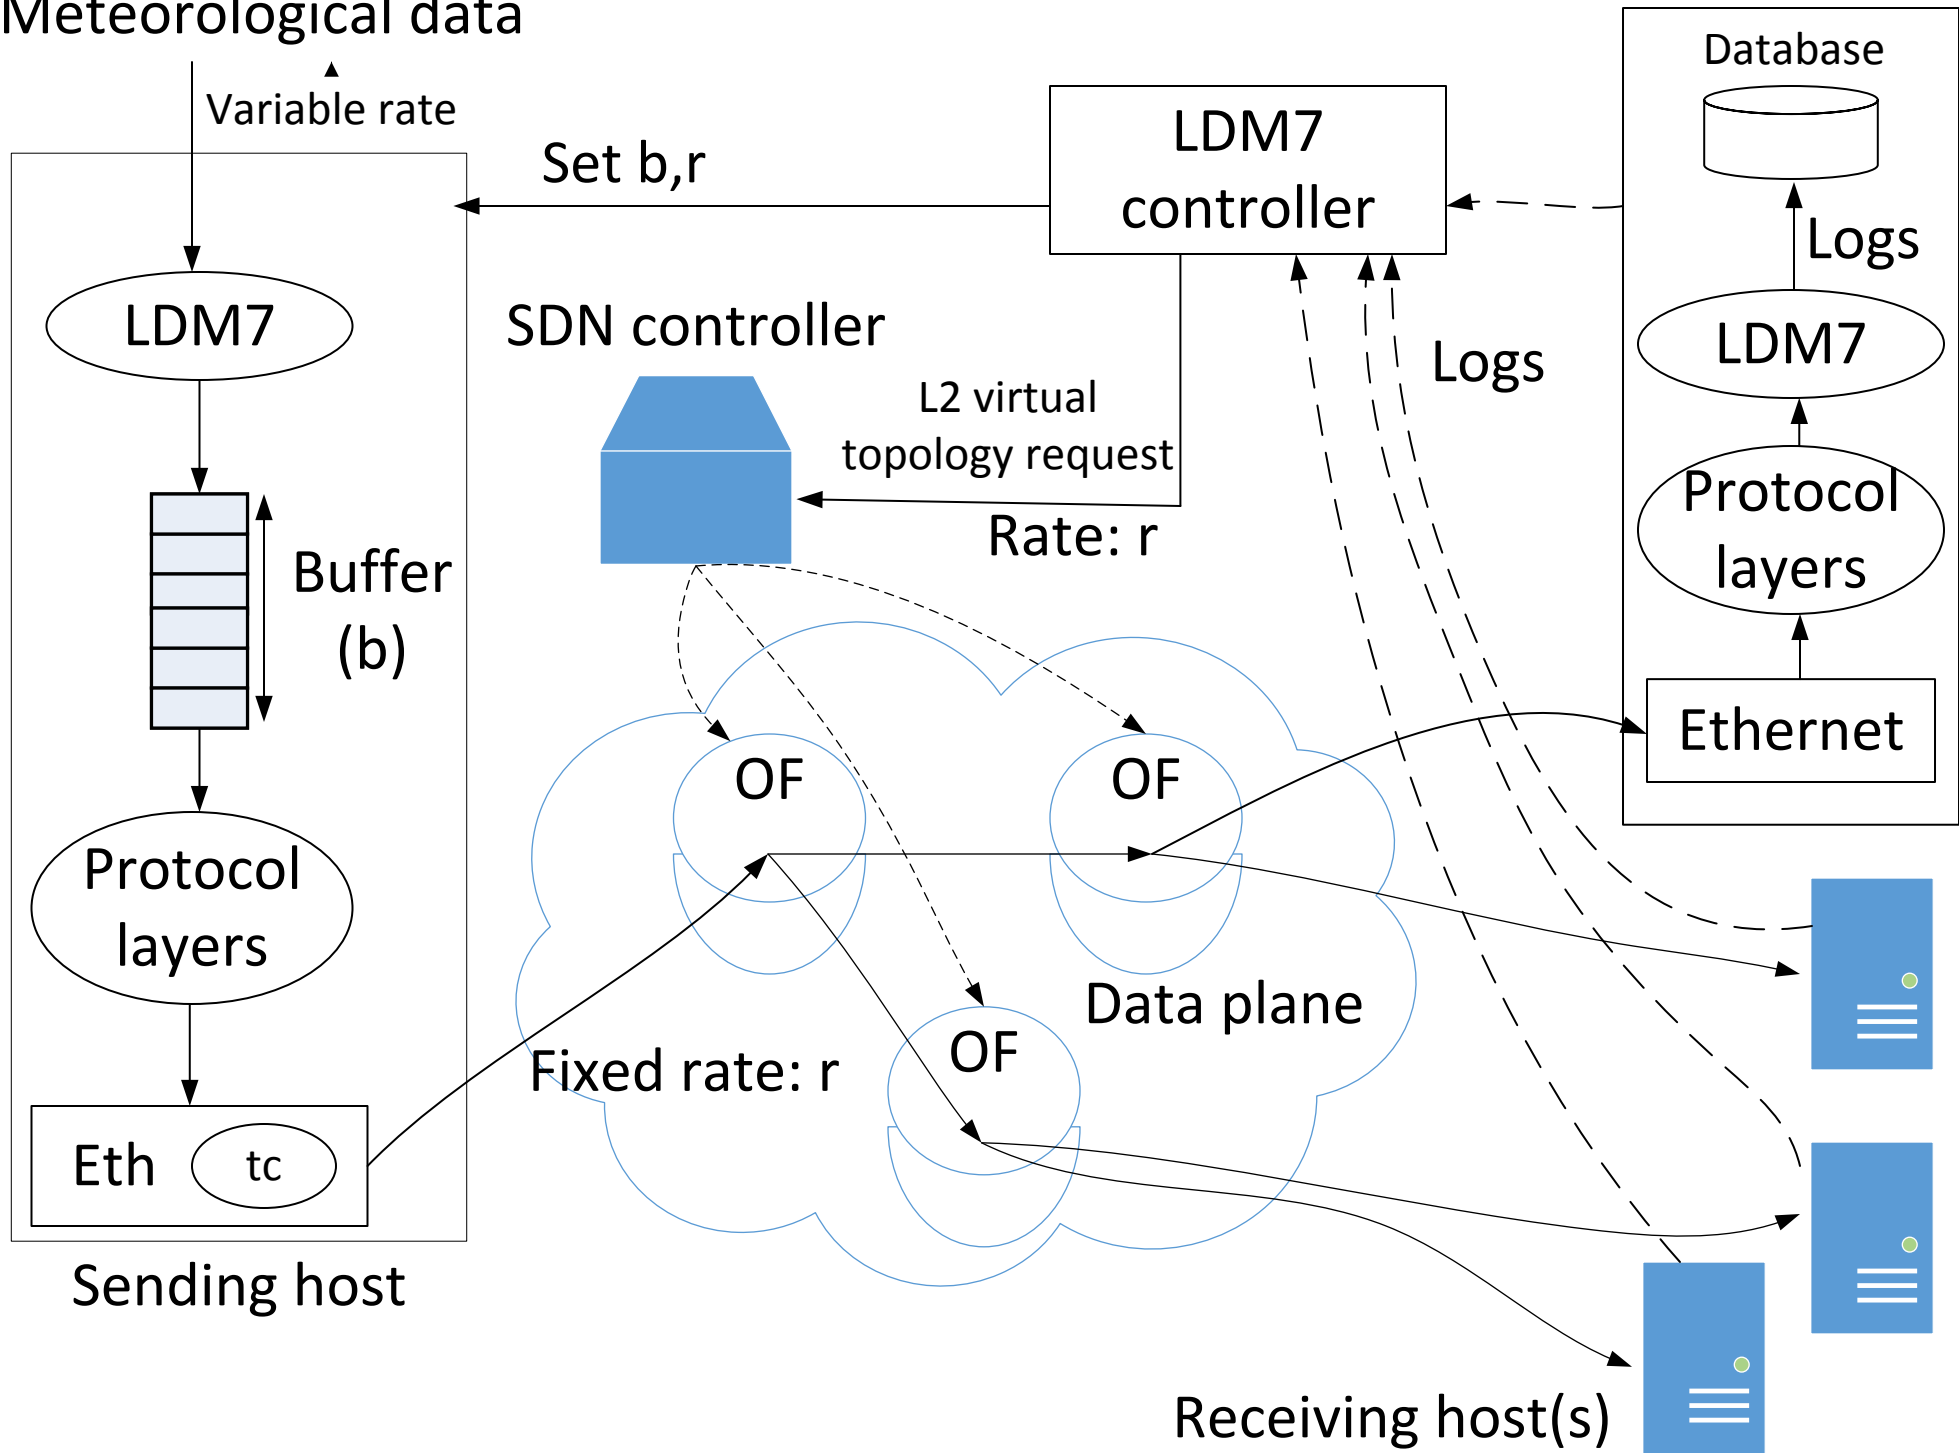 Meteorological data
Variable rate
Database
LDM7
controller
Set b,r
Logs
LDM7
SDN controller
LDM7
Logs
L2 virtual
topology request
Rate: r
Protocol
layers
Buffer
(b)
Ethernet
OF
OF
Protocol
layers
Data plane
OF
Fixed rate: r
Eth
tc
Sending host
Receiving host(s)